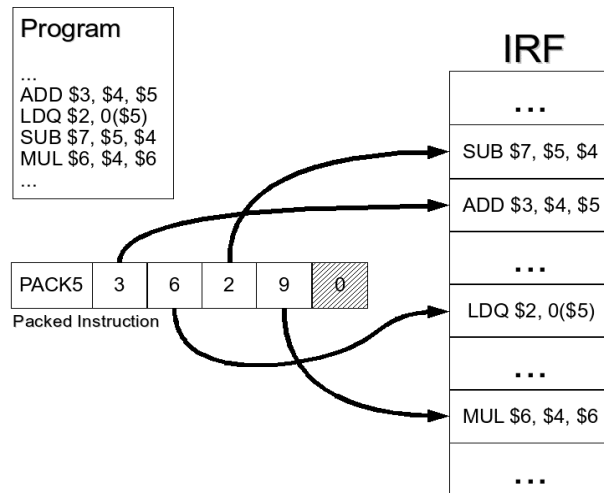 Program
...
ADD $3, $4, $5
LDQ $2, 0($5)
SUB $7, $5, $4
MUL $6, $4, $6
...
IRF
...
SUB $7, $5, $4
ADD $3, $4, $5
...
LDQ $2, 0($5)
...
MUL $6, $4, $6
...
PACK5 3 6 2 9 0
Packed Instruction